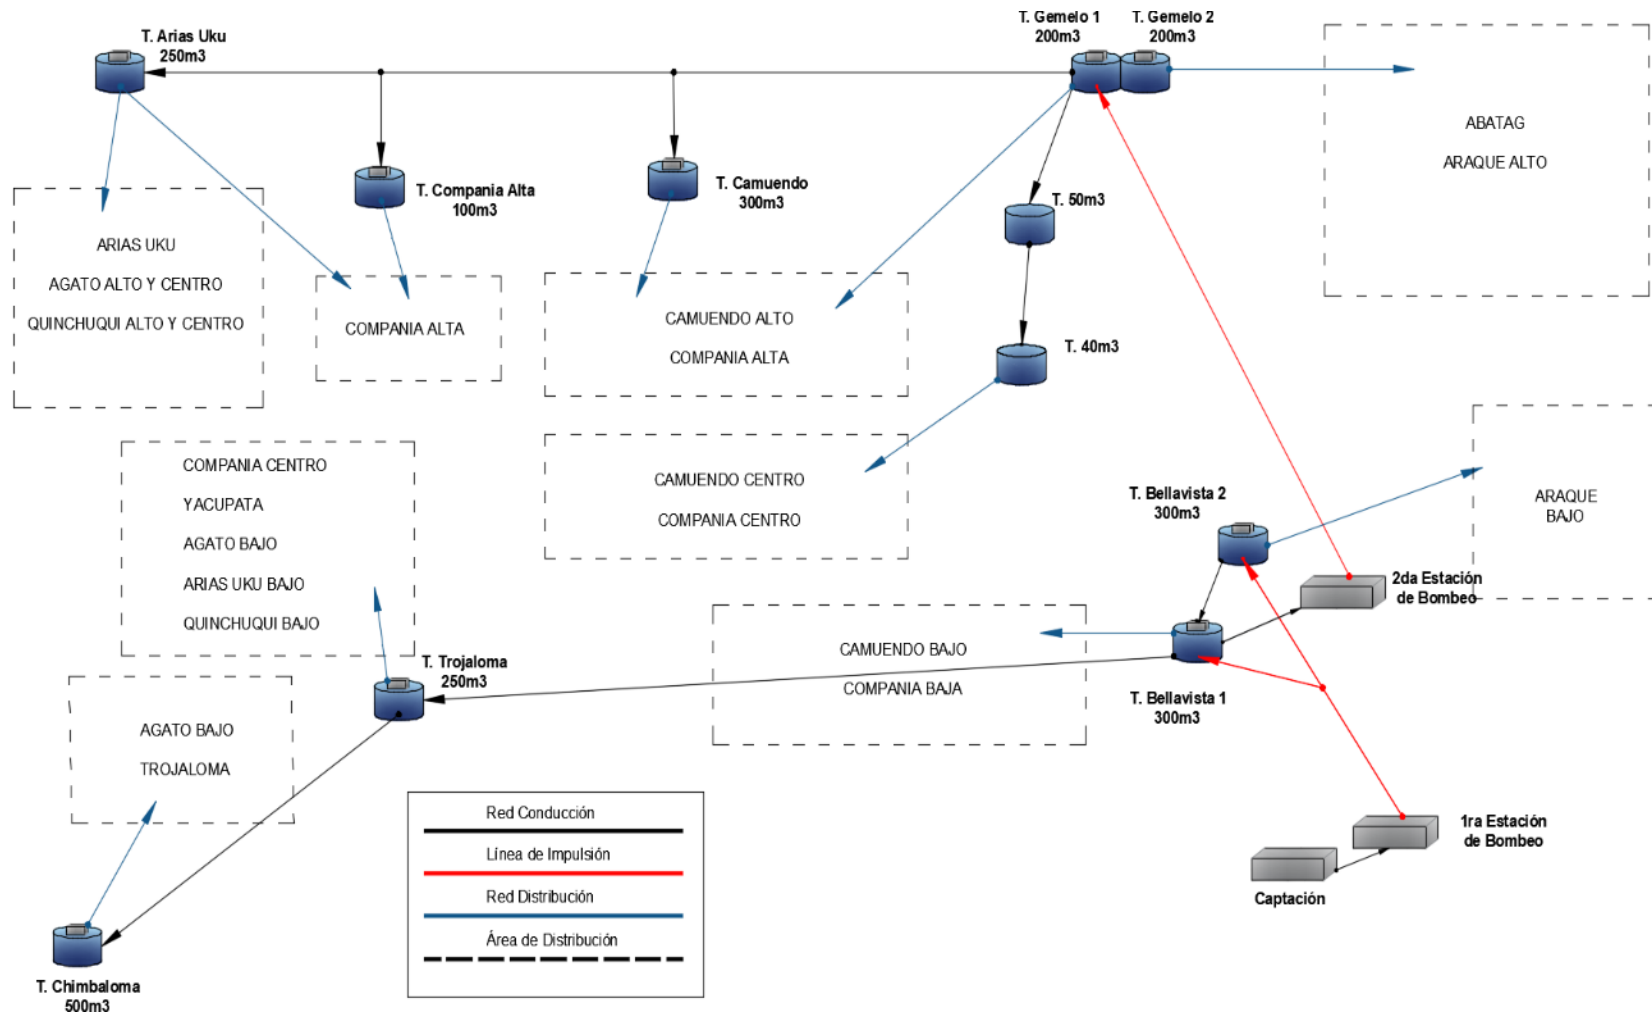 T. Gemelo 1
200m3
T. Gemelo 2
200m3
T. Arias Uku
250m3
ABATAG
ARAQUE ALTO
T. Compania Alta
100m3
T. Camuendo
300m3
T. 50m3
ARIAS UKU
AGATO ALTO Y CENTRO
QUINCHUQUI ALTO Y CENTRO
COMPANIA ALTA
CAMUENDO ALTO
COMPANIA ALTA
T. 40m3
COMPANIA CENTRO
YACUPATA
AGATO BAJO
ARIAS UKU BAJO
QUINCHUQUI BAJO
CAMUENDO CENTRO
COMPANIA CENTRO
T. Bellavista 2
300m3
ARAQUE
BAJO
2da Estación
de Bombeo
CAMUENDO BAJO
COMPANIA BAJA
T. Trojaloma
250m3
T. Bellavista 1
300m3
AGATO BAJO
TROJALOMA
Red Conducción
Línea de Impulsión
Red Distribución
Área de Distribución
1ra Estación
de Bombeo
Captación
T. Chimbaloma
500m3